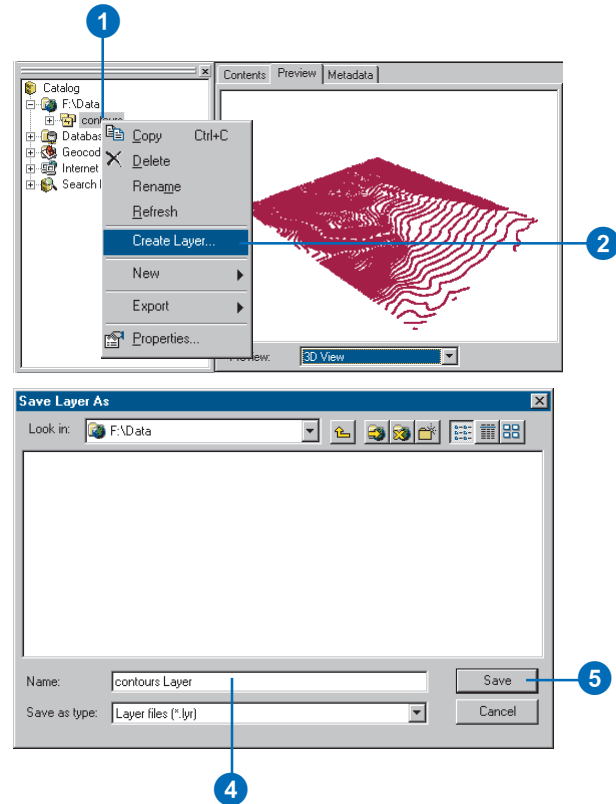 1
Contents Preview Metadata
Catalog
F:\Data
contours
Databas
Geocod
Internet
Search
Copy Ctrl+C
Delete
Rename
Refresh
Create Layer...
2
New
Export
Properties...
3D View
Save Layer As
Look in: F:\Data
Name: contours Layer
Save
5
Save as type: Layer files (*.lyr)
Cancel
4